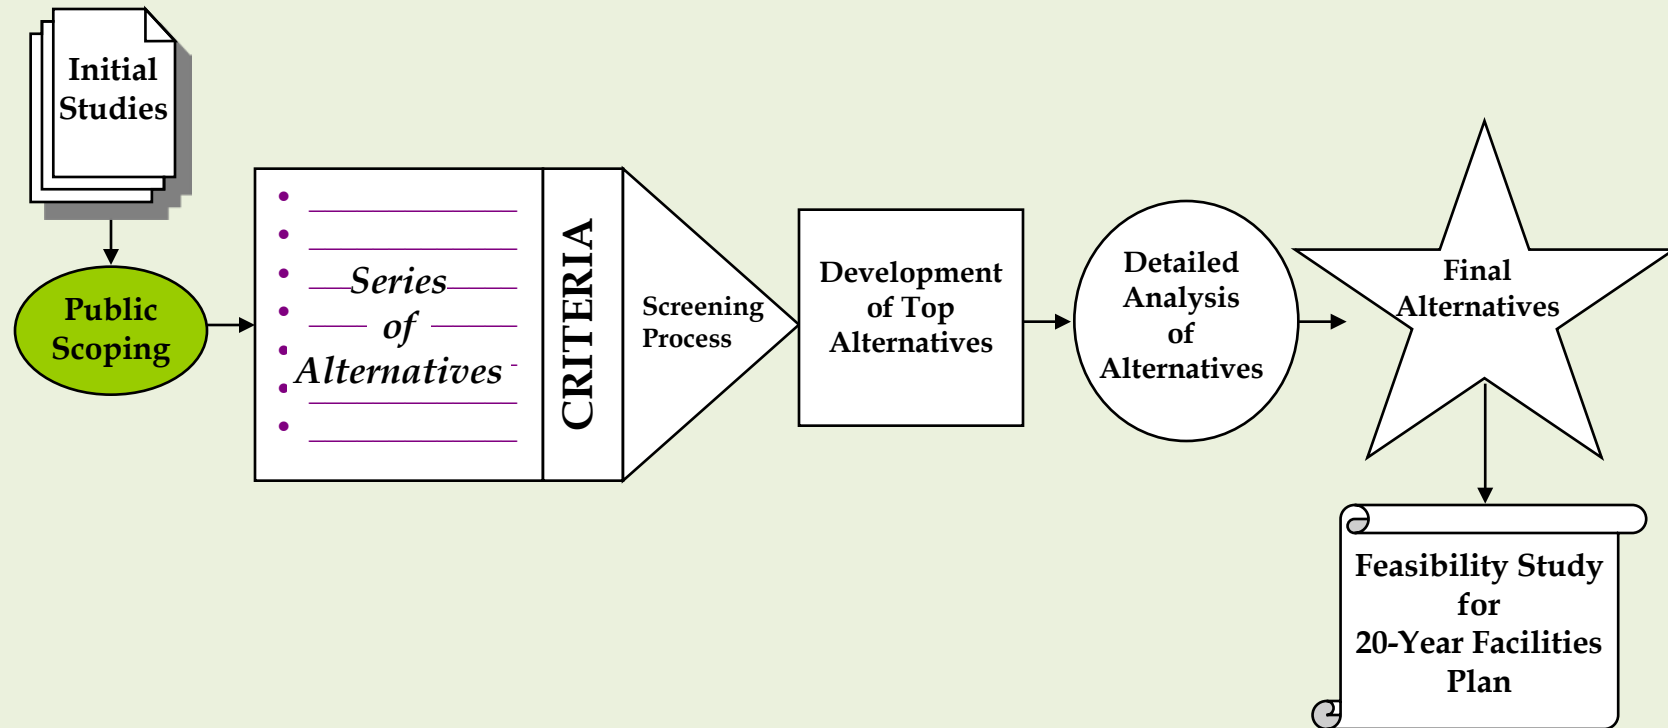 Initial
Studies
Public
Scoping
Series
of
Alternatives
CRITERIA
Screening
Process
Development
of Top
Alternatives
Detailed
Analysis
of
Alternatives
Final
Alternatives
Feasibility Study
for
20-Year Facilities
Plan